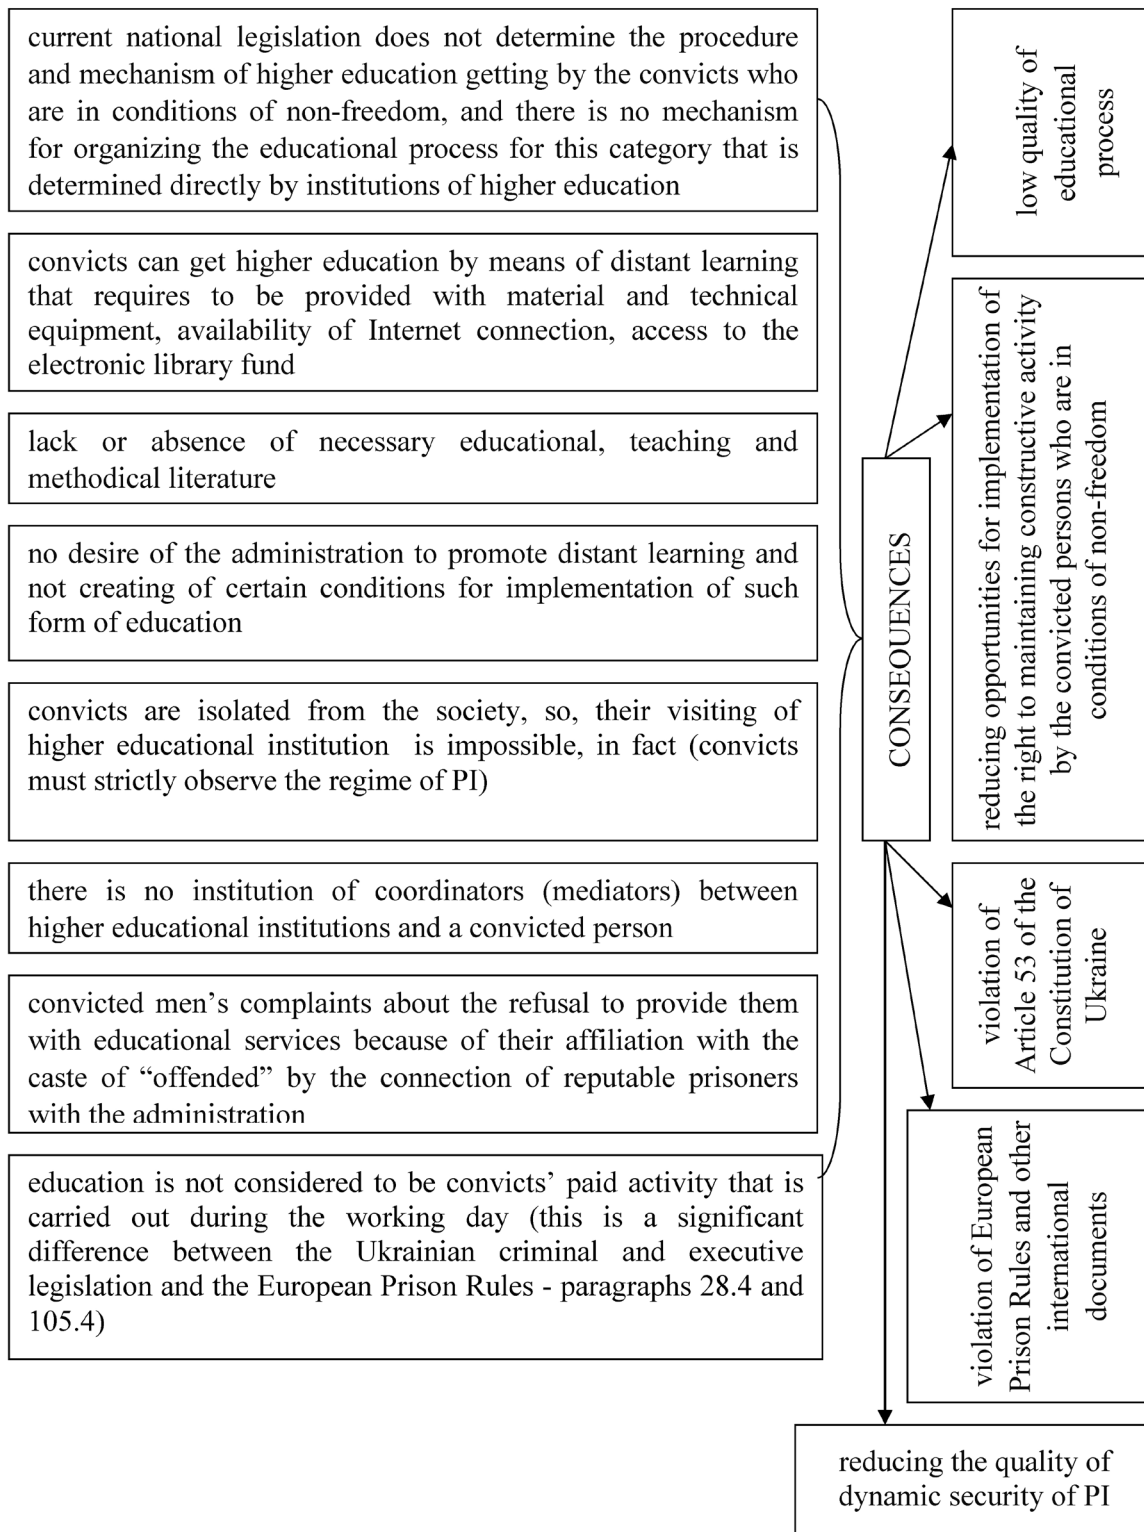 current national legislation does not determine the procedure
and mechanism of higher education getting by the convicts who
are in conditions of non-freedom, and there is no mechanism
for organizing the educational process for this category that is
determined directly by institutions of higher education
convicts can get higher education by means of distant learning
that requires to be provided with material and technical
equipment, availability of Internet connection, access to the
electronic library fund
lack or absence of necessary educational, teaching and
methodical literature
no desire of the administration to promote distant learning and
not creating of certain conditions for implementation of such
form of education
convicts are isolated from the society, so, their visiting of
higher educational institution is impossible, in fact (convicts
must strictly observe the regime of PI)
there is no institution of coordinators (mediators) between
higher educational institutions and a convicted person
convicted men’s complaints about the refusal to provide them
with educational services because of their affiliation with the
caste of “offended” by the connection of reputable prisoners
with the administration
education is not considered to be convicts’ paid activity that is
carried out during the working day (this is a significant
difference between the Ukrainian criminal and executive
legislation and the European Prison Rules - paragraphs 28.4 and
105.4)
CONSEQUENCES
low quality of
educational
process
reducing opportunities for implementation of
the right to maintaining constructive activity
by the convicted persons who are in
conditions of non-freedom
violation of
Article 53 of the
Constitution of
Ukraine
violation of European
Prison Rules and other
international
documents
reducing the quality of
dynamic security of PI